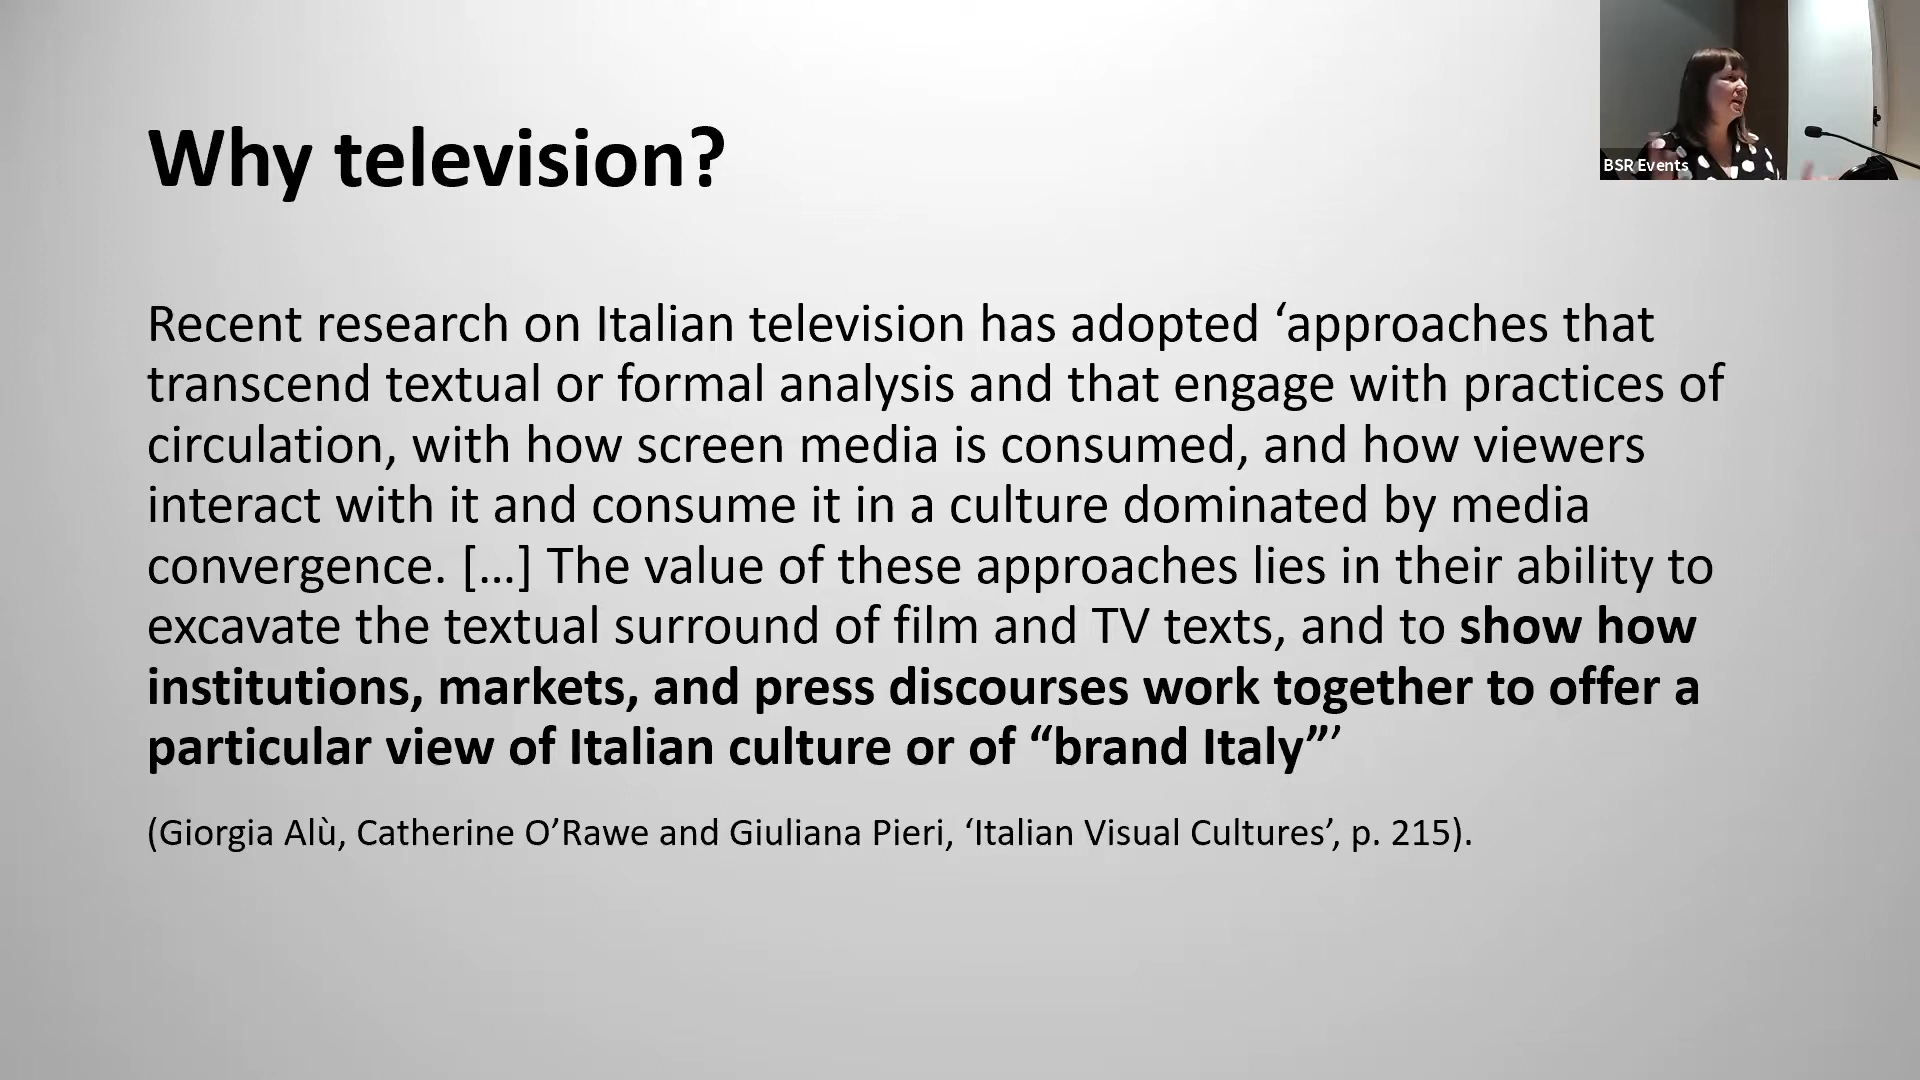 Why television?
BSR Events
Recent research on Italian television has adopted ‘approaches that
transcend textual or formal analysis and that engage with practices of
circulation, with how screen media is consumed, and how viewers
interact with it and consume it in a culture dominated by media
convergence. […] The value of these approaches lies in their ability to
excavate the textual surround of film and TV texts, and to show how
institutions, markets, and press discourses work together to offer a
particular view of Italian culture or of “brand Italy”’
(Giorgia Alù, Catherine O’Rawe and Giuliana Pieri, ‘Italian Visual Cultures’, p. 215).